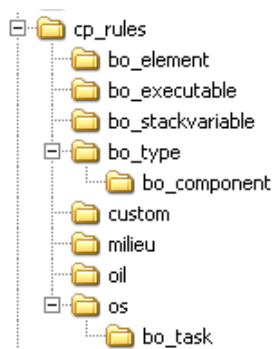 cp_rules
bo_element
bo_executable
bo_stackvariable
bo_type
bo_component
custom
milieu
oil
os
bo_task